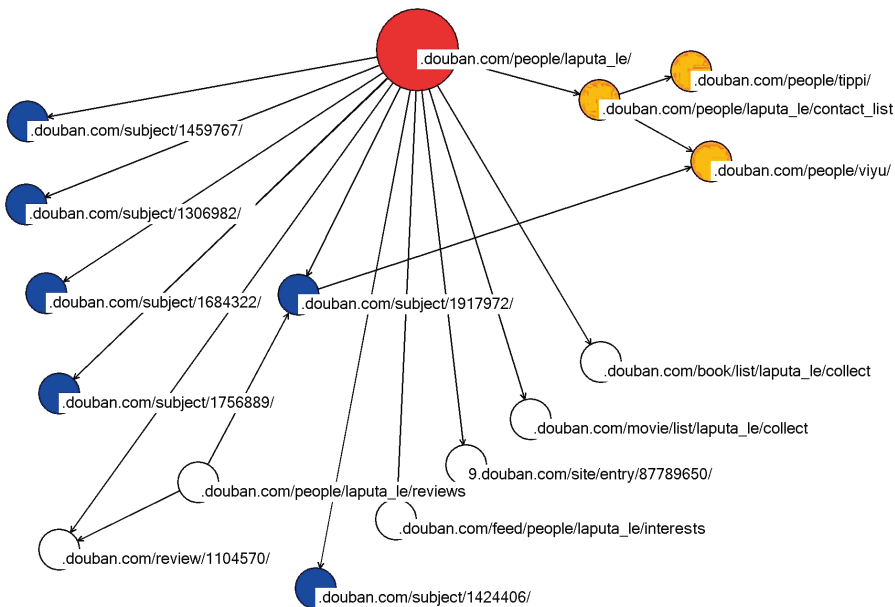 .douban.com/people/laputa_le/
.douban.com/people/tippi/
.douban.com/people/laputa_le/contact_list
.douban.com/subject/1459767/
.douban.com/people/viyu/
.douban.com/subject/1306982/
.douban.com/subject/1684322/
.douban.com/subject/1917972/
.douban.com/book/list/laputa_le/collect
.douban.com/subject/1756889/
.douban.com/movie/list/laputa_le/collect
9.douban.com/site/entry/87789650/
.douban.com/people/laputa_le/reviews
.douban.com/feed/people/laputa_le/interests
.douban.com/review/1104570/
.douban.com/subject/1424406/